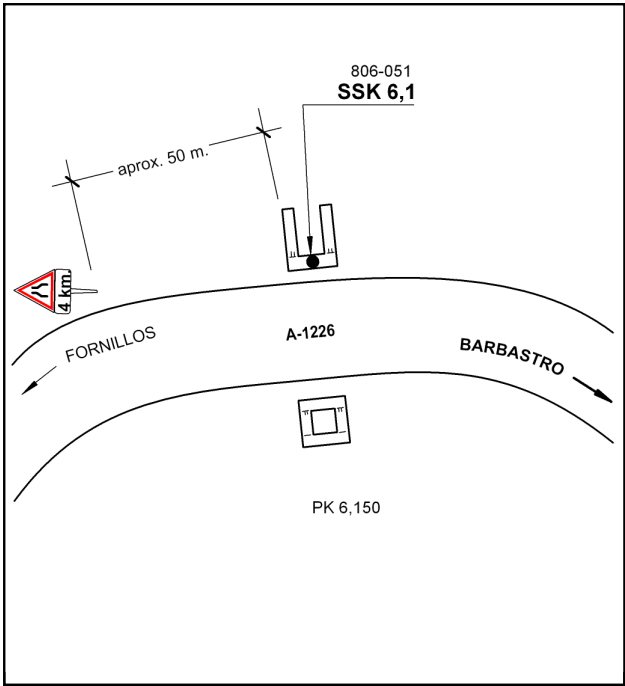 806-051
SSK 6,1
aprox. 50 m.
4 km.
FORNILLOS
A-1226
BARBASTRO
PK 6,150